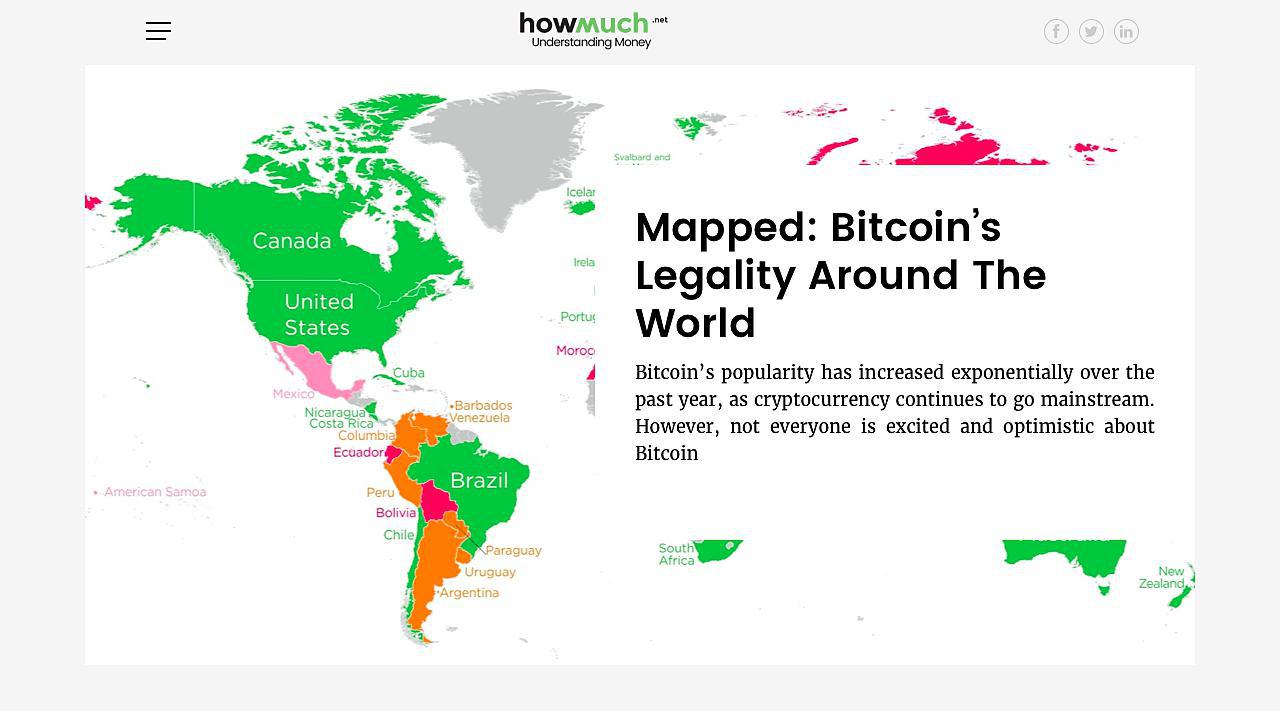 howmuch.net
Understanding Money
Svalbard and
Canada
United
States
Mexico
Cuba
Nicaragua
Costa Rica
Barbados
Venezuela
Columbia
Ecuador
Peru
Brazil
Bolivia
Chile
Paraguay
Uruguay
Argentina
American Samoa
Icelan
Irela
Portug
Moroc
Mapped: Bitcoin's
Legality Around The
World
Bitcoin's popularity has increased exponentially over the
past year, as cryptocurrency continues to go mainstream.
However, not everyone is excited and optimistic about
Bitcoin
South
Africa
New
Zealand